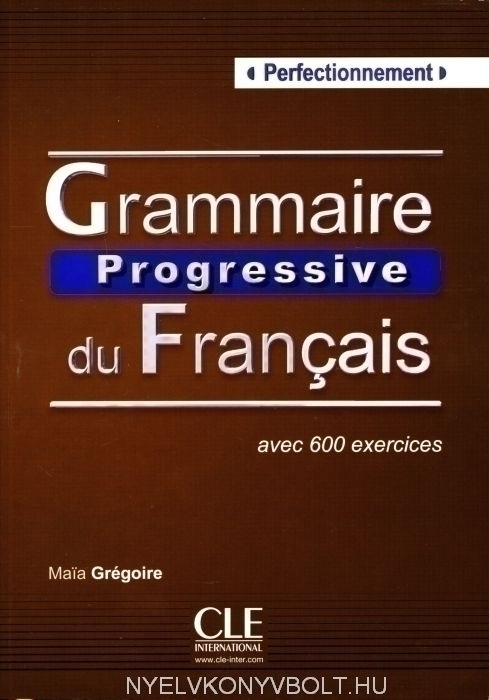 Perfectionnement
Grammaire
Progressive
du Français
avec 600 exercices
Maïa Grégoire
CLE
INTERNATIONAL
www.cle-inter.com
NYELVKONYVBOLT.HU